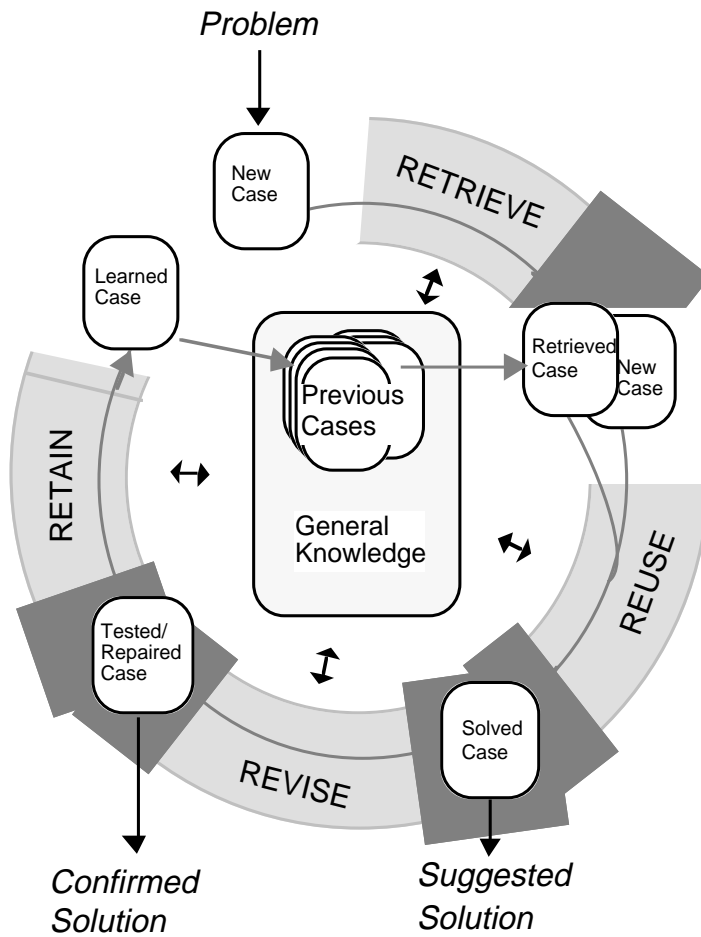 Problem
New
Case
RETRIEVE
Learned
Case
Retrieved
Case
New
Case
Previous
Cases
General
Knowledge
RETAIN
REUSE
Tested/
Repaired
Case
Solved
Case
REVISE
Confirmed
Solution
Suggested
Solution